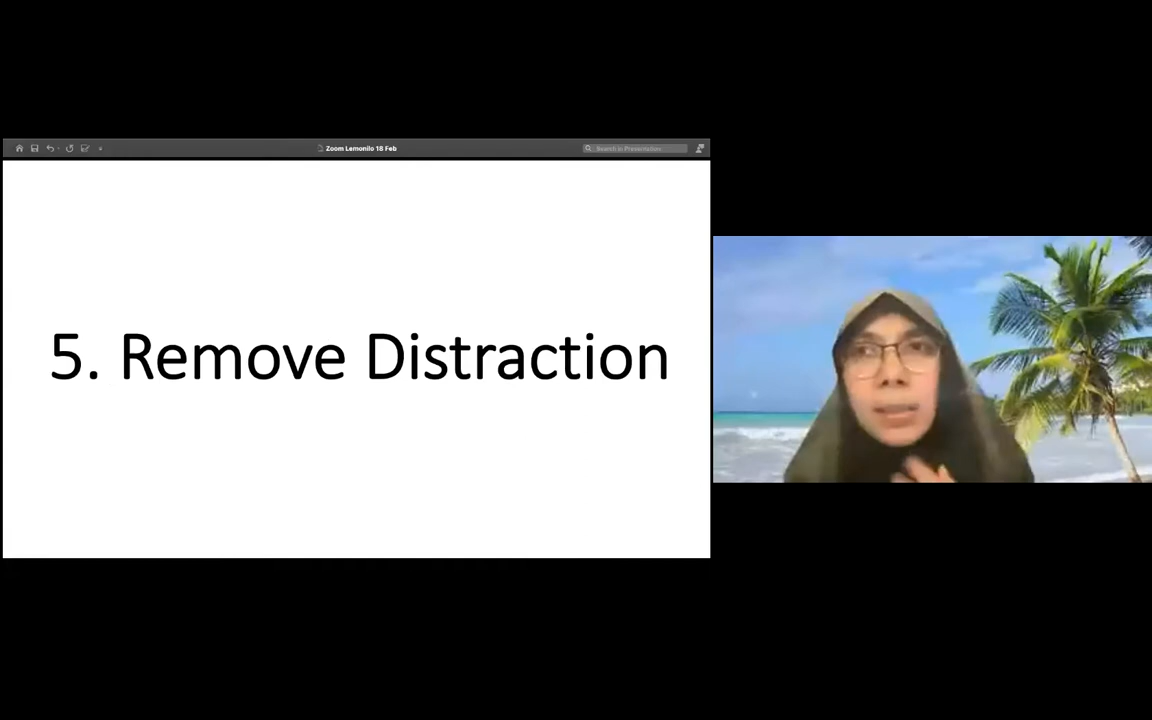 Zoom Lemonilo 18 Feb
Search in Presentation
5. Remove Distraction